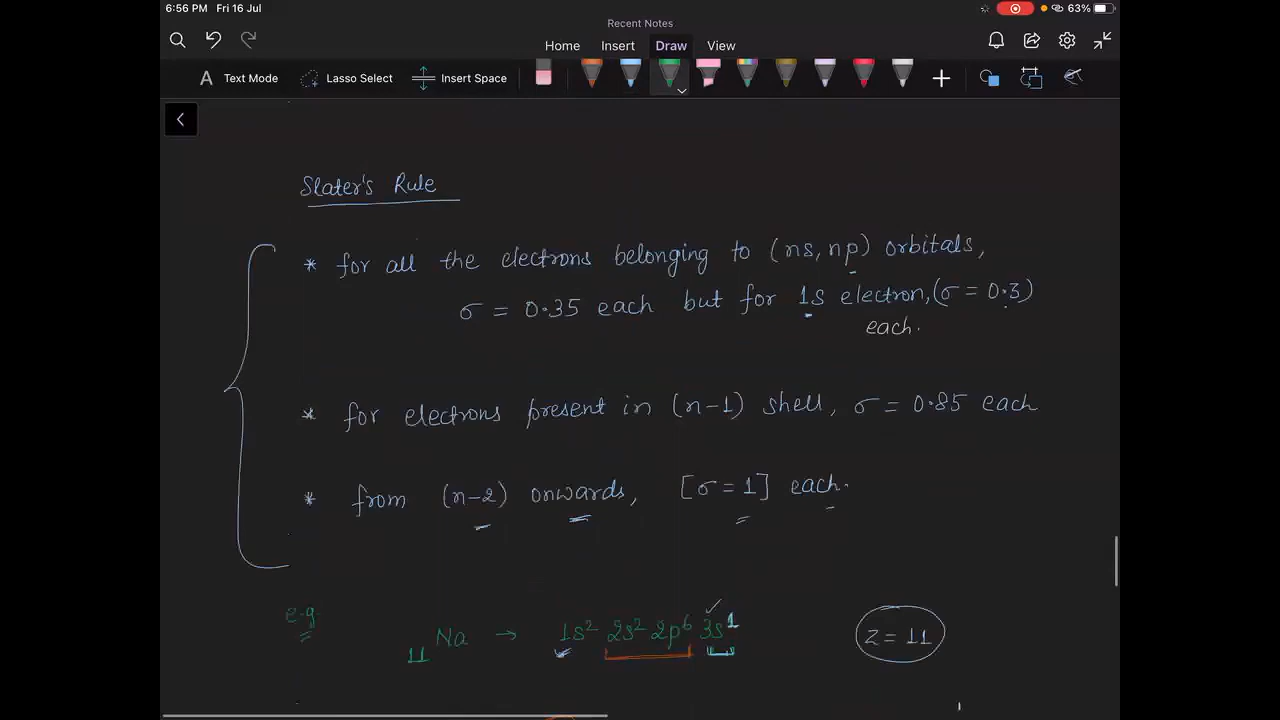 6:56 PM Fri 16 Jul
63%
Recent Notes
Home Insert Draw View
Text Mode Lasso Select Insert Space
Slater's Rule
* for all the electrons belonging to (ns, np) orbitals,
σ = 0.35 each but for 1s electron, (σ = 0.3)
each.
* for electrons present in (n-1) shell, σ = 0.85 each
* from (n-2) onwards, [σ = 1] each.
e.g.
₁₁Na → 1s² 2s² 2p⁶ 3s¹ Z = 11